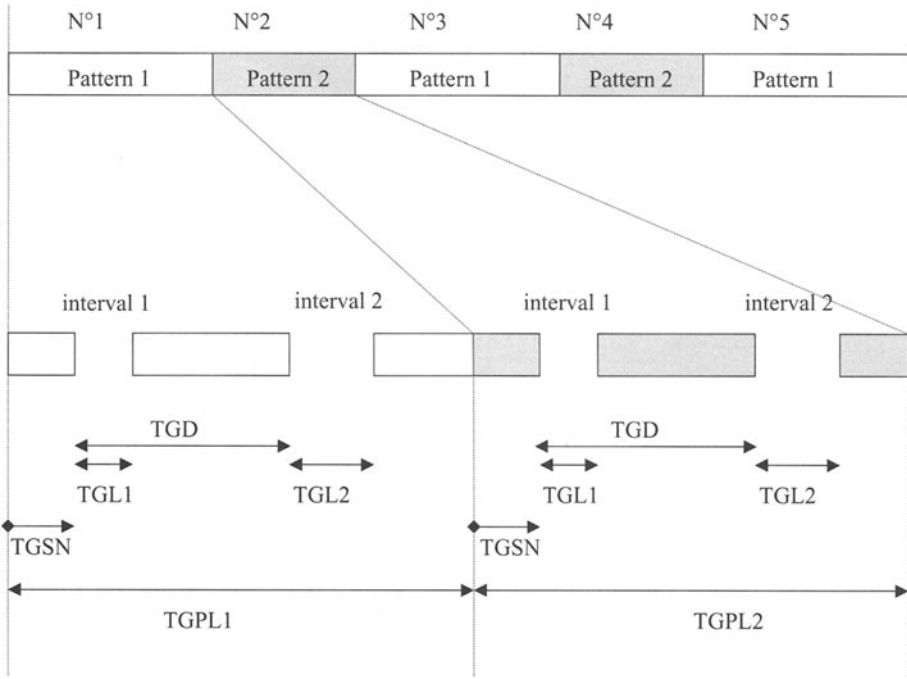 N°1 N°2 N°3 N°4 N°5
Pattern 1 Pattern 2 Pattern 1 Pattern 2 Pattern 1
interval 1 interval 2 interval 1 interval 2
TGD TGD
TGL1 TGL2 TGL1 TGL2
TGSN TGSN
TGPL1 TGPL2